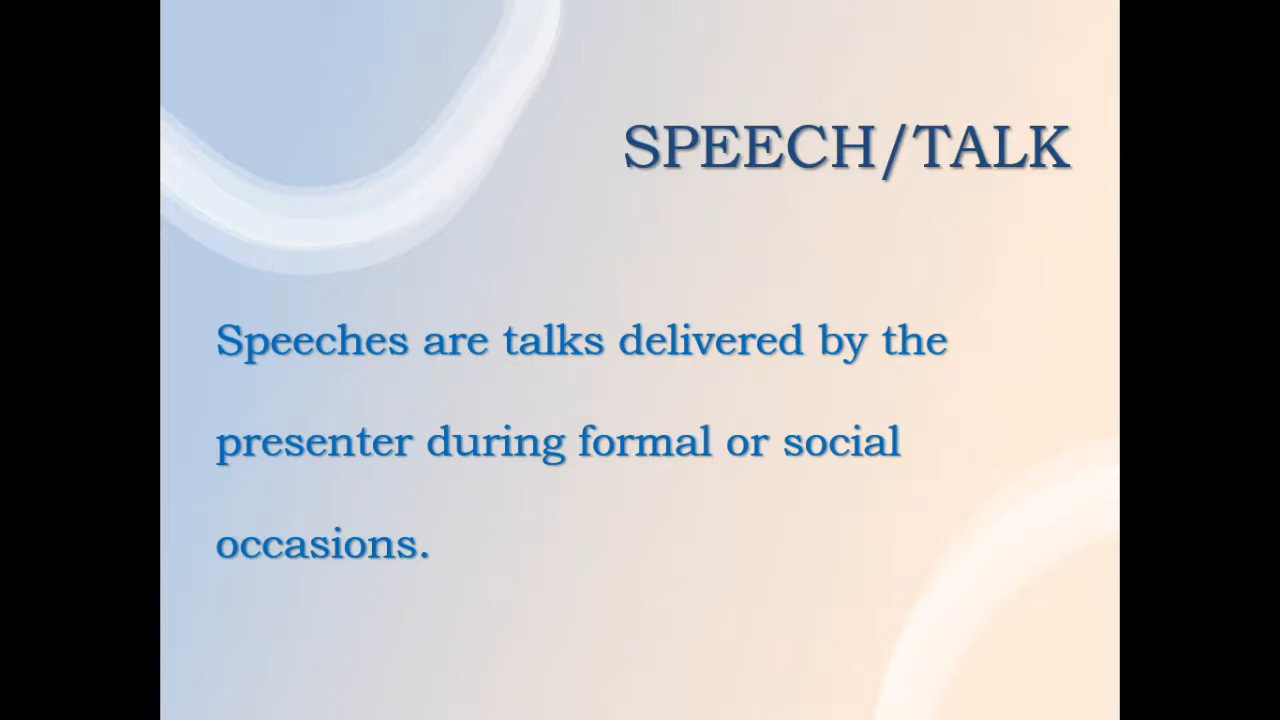 SPEECH/TALK
Speeches are talks delivered by the
presenter during formal or social
occasions.